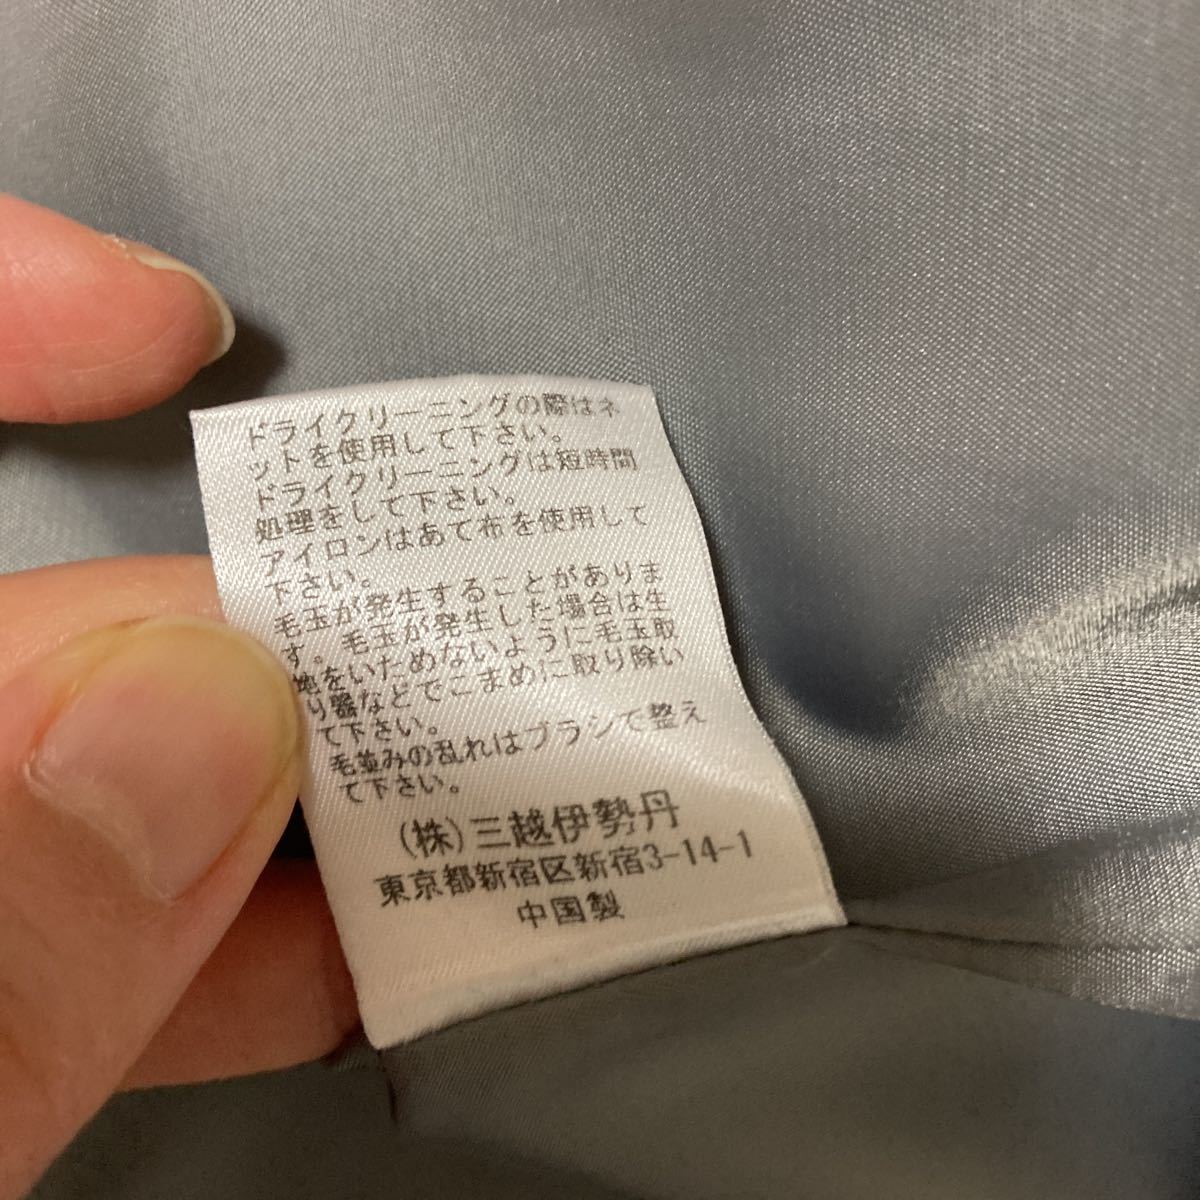 ドライクリーニングの際はネ
ットを使用して下さい。
ドライクリーニングは短時間
処理をして下さい。
アイロンはあて布を使用して
下さい。
毛玉が発生することがありま
す。毛玉が発生した場合は生
地をいためないように毛玉取
り器などでこまめに取り除い
て下さい。
毛並みの乱れはブラシで整え
て下さい。
(株)三越伊勢丹
東京都新宿区新宿3-14-1
中国製